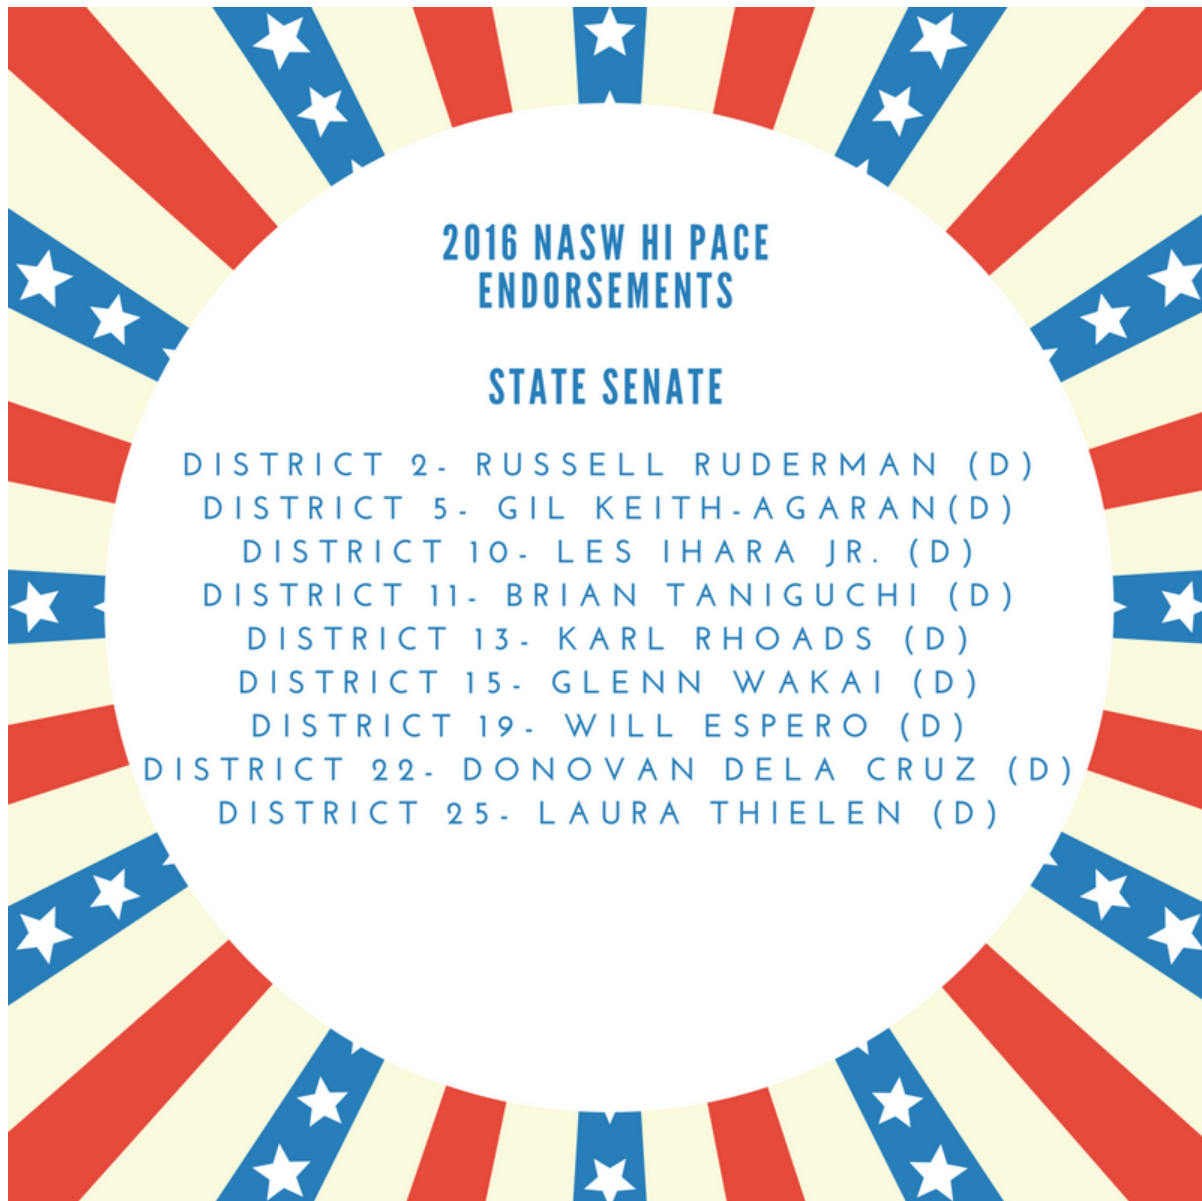 2016 NASW HI PACE
ENDORSEMENTS
STATE SENATE
DISTRICT 2- RUSSELL RUDERMAN (D)
DISTRICT 5- GIL KEITH-AGARAN(D)
DISTRICT 10- LES IHARA JR. (D)
DISTRICT 11- BRIAN TANIGUCHI (D)
DISTRICT 13- KARL RHOADS (D)
DISTRICT 15- GLENN WAKAI (D)
DISTRICT 19- WILL ESPERO (D)
DISTRICT 22- DONOVAN DELA CRUZ (D)
DISTRICT 25- LAURA THIELEN (D)